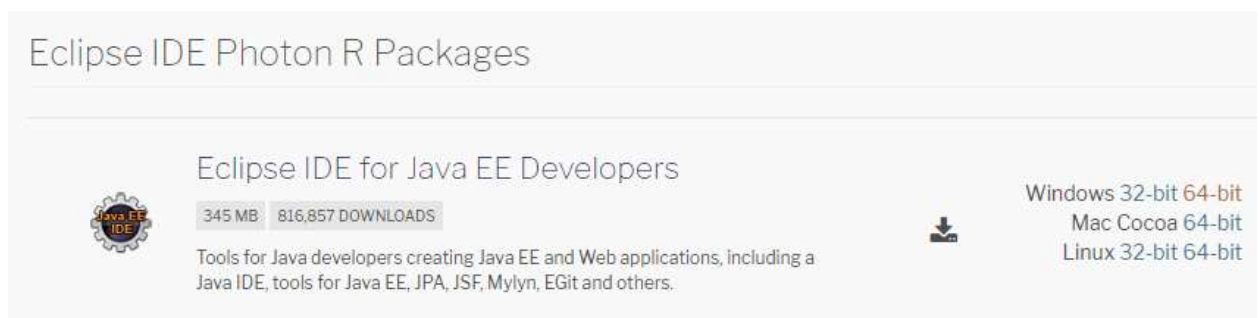 Eclipse IDE Photon R Packages
Eclipse IDE for Java EE Developers
345 MB 816,857 DOWNLOADS
Java EE
IDE
Tools for Java developers creating Java EE and Web applications, including a
Java IDE, tools for Java EE, JPA, JSF, Mylyn, EGit and others.
Windows 32-bit 64-bit
Mac Cocoa 64-bit
Linux 32-bit 64-bit